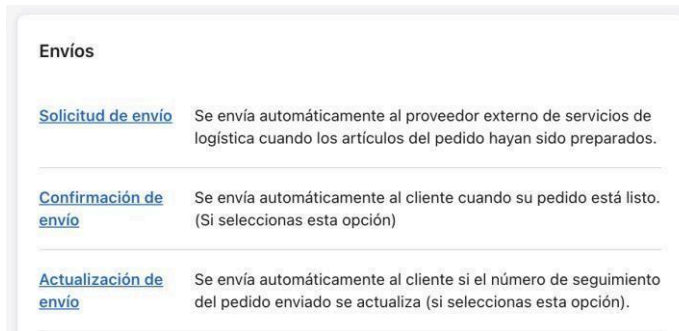 Envíos
Solicitud de envío
Se envía automáticamente al proveedor externo de servicios de
logística cuando los artículos del pedido hayan sido preparados.
Confirmación de
envío
Se envía automáticamente al cliente cuando su pedido está listo.
(Si seleccionas esta opción)
Actualización de
envío
Se envía automáticamente al cliente si el número de seguimiento
del pedido enviado se actualiza (si seleccionas esta opción).